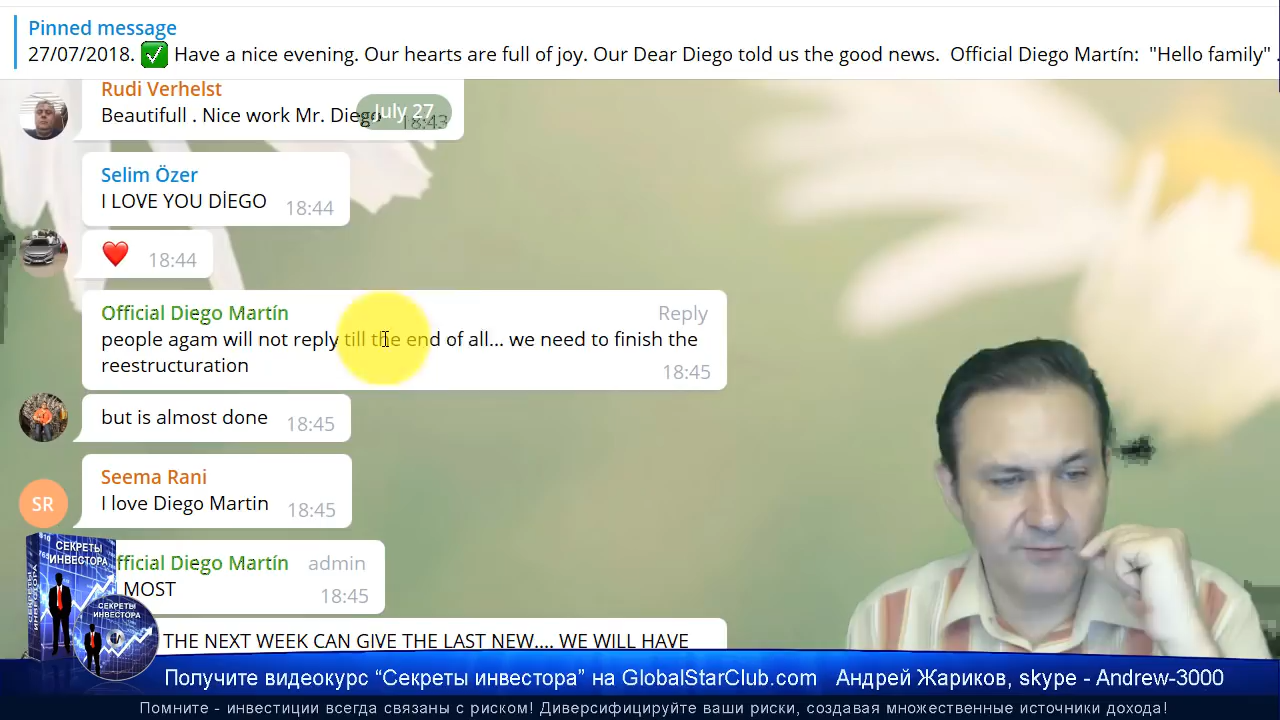 Pinned message
27/07/2018. ✅ Have a nice evening. Our hearts are full of joy. Our Dear Diego told us the good news. Official Diego Martín: "Hello family" .
Rudi Verhelst
Beautifull . Nice work Mr. Diego 18:43
July 27
Selim Özer
I LOVE YOU DİEGO 18:44
❤️ 18:44
Official Diego Martín Reply
people agam will not reply till the end of all... we need to finish the
reestructuration 18:45
but is almost done 18:45
Seema Rani
SR I love Diego Martin 18:45
fficial Diego Martín admin
MOST 18:45
THE NEXT WEEK CAN GIVE THE LAST NEW.... WE WILL HAVE
СЕКРЕТЫ
ИНВЕСТОРА
СЕКРЕТЫ
ИНВЕСТОРА
Получите видеокурс “Секреты инвестора” на GlobalStarClub.com Андрей Жариков, skype - Andrew-3000
Помните - инвестиции всегда связаны с риском! Диверсифицируйте ваши риски, создавая множественные источники дохода!